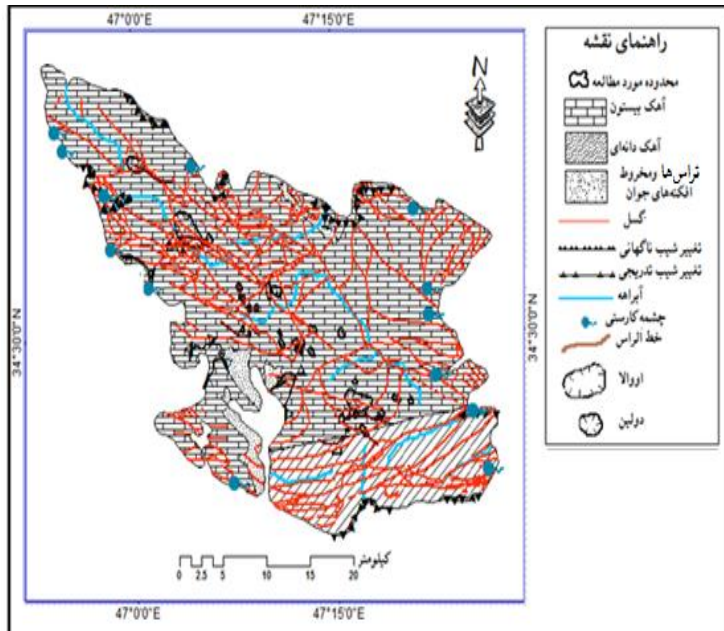 47°0'0"E
47°15'0"E
N
34°30'0"N
34°30'0"N
کیلومتر
0 2.5 5 10 15 20
47°0'0"E
47°15'0"E
راهنمای نقشه
محدوده مورد مطالعه
آهک بیستون
آهک دانه‌ای
تراس‌ها ومخروط
افکنه‌های جوان
گسل
تغییر شیب ناگهانی
تغییر شیب تدریجی
آبراهه
چشمه کارستی
خط الراس
اووالا
دولین